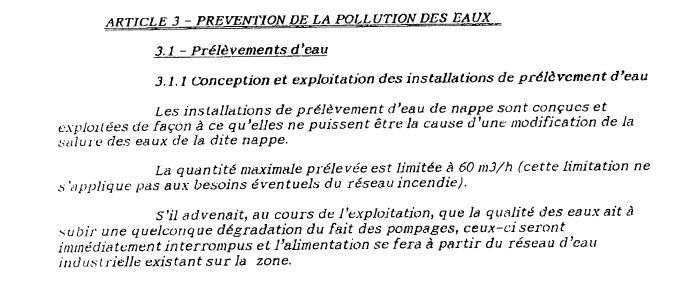 ARTICLE 3 - PREVENTION DE LA POLLUTION DES EAUX
3.1 - Prélèvements d'eau
3.1.1 Conception et exploitation des installations de prélèvement d'eau
Les installations de prélèvement d'eau de nappe sont conçues et
exploitées de façon à ce qu'elles ne puissent être la cause d'une modification de la
salure des eaux de la dite nappe.
La quantité maximale prélevée est limitée à 60 m3/h (cette limitation ne
s'applique pas aux besoins éventuels du réseau incendie).
S'il advenait, au cours de l'exploitation, que la qualité des eaux ait à
subir une quelconque dégradation du fait des pompages, ceux-ci seront
immédiatement interrompus et l'alimentation se fera à partir du réseau d'eau
industrielle existant sur la zone.